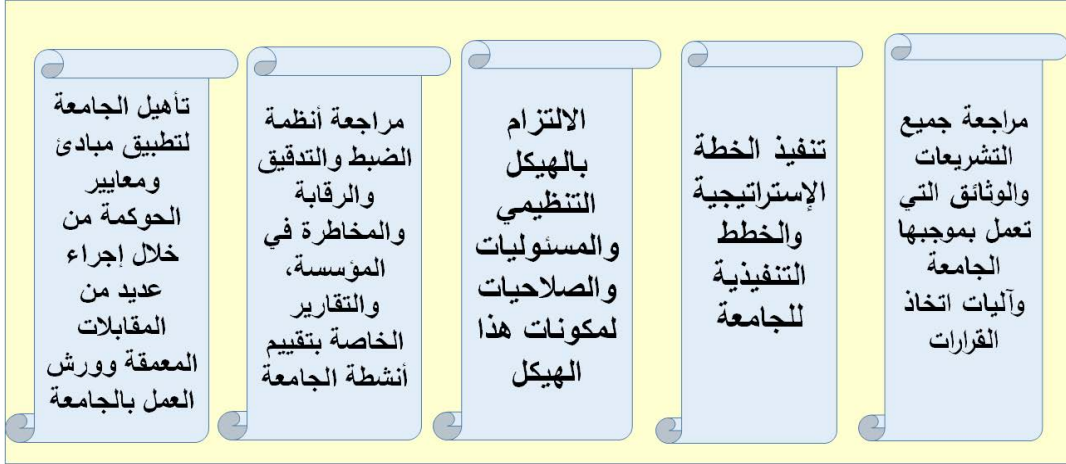 مراجعة جميع
التشريعات
والوثائق التي
تعمل بموجبها
الجامعة
وآليات اتخاذ
القرارات
تنفيذ الخطة
الإستراتيجية
والخطط
التنفيذية
للجامعة
الالتزام
بالهيكل
التنظيمي
والمسئوليات
والصلاحيات
لمكونات هذا
الهيكل
مراجعة أنظمة
الضبط والتدقيق
والرقابة
والمخاطرة في
المؤسسة،
والتقارير
الخاصة بتقييم
أنشطة الجامعة
تأهيل الجامعة
لتطبيق مبادئ
ومعايير
الحوكمة من
خلال إجراء
عديد من
المقابلات
المعمقة وورش
العمل بالجامعة